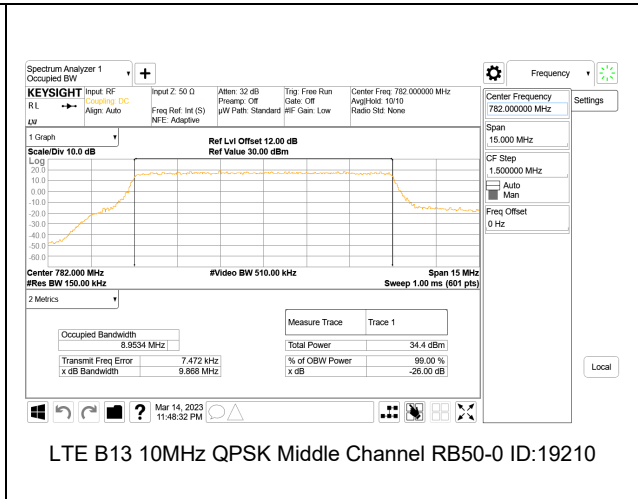 Spectrum Analyzer 1
Occupied BW
Frequency
KEYSIGHT
Input: RF
Input Z: 50 Ω
Atten: 32 dB
Trig: Free Run
Center Freq: 782.000000 MHz
RL
Coupling: DC
Preamp: Off
Gate: Off
Avg|Hold: 10/10
Align: Auto
Freq Ref: Int (S)
µW Path: Standard
#IF Gain: Low
Radio Std: None
NFE: Adaptive
LXI
Center Frequency
782.000000 MHz
Settings
Span
15.000 MHz
CF Step
1.500000 MHz
Auto
Man
Freq Offset
0 Hz
1 Graph
Ref Lvl Offset 12.00 dB
Scale/Div 10.0 dB
Ref Value 30.00 dBm
Log
20.0
10.0
0.00
-10.0
-20.0
-30.0
-40.0
-50.0
-60.0
Center 782.000 MHz
#Video BW 510.00 kHz
Span 15 MHz
#Res BW 150.00 kHz
Sweep 1.00 ms (601 pts)
2 Metrics
Measure Trace
Trace 1
Occupied Bandwidth
8.9534 MHz
Total Power
34.4 dBm
Transmit Freq Error
7.472 kHz
% of OBW Power
99.00 %
x dB Bandwidth
9.868 MHz
x dB
-26.00 dB
Local
?
Mar 14, 2023
11:48:32 PM
LTE B13 10MHz QPSK Middle Channel RB50-0 ID:19210